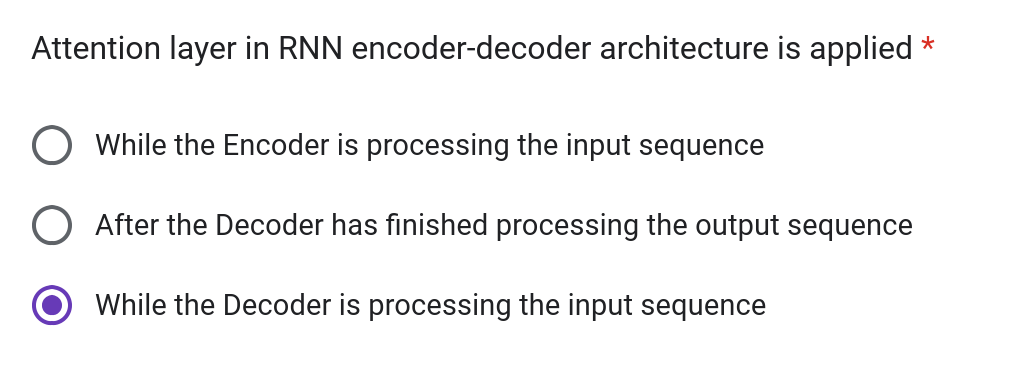 Attention layer in RNN encoder-decoder architecture is applied *
While the Encoder is processing the input sequence
After the Decoder has finished processing the output sequence
While the Decoder is processing the input sequence